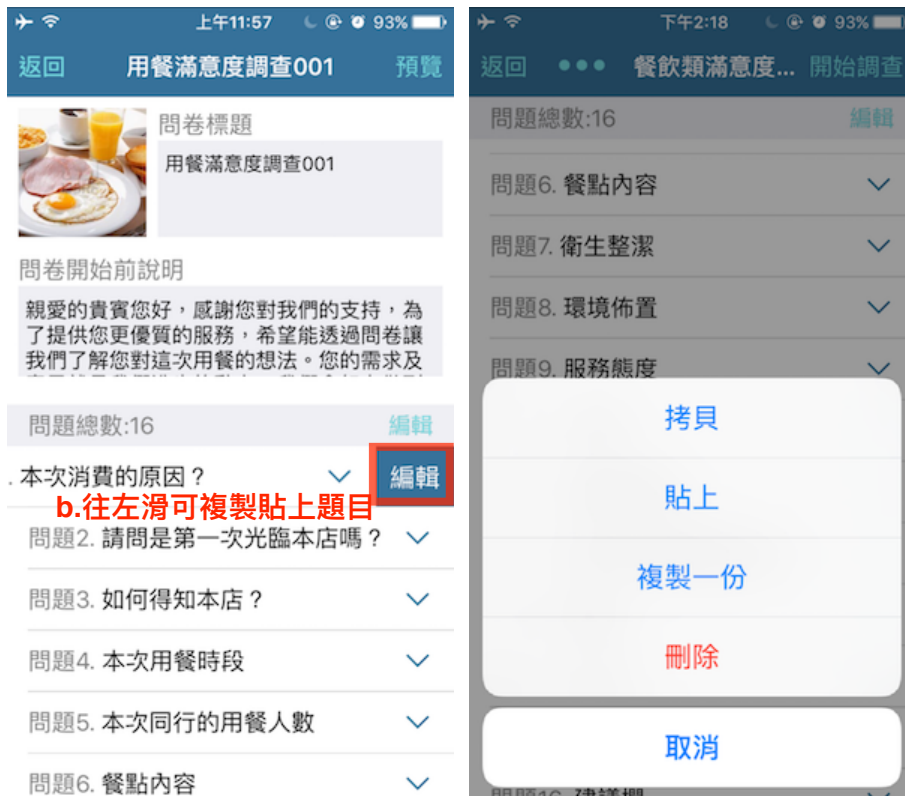 上午11:57
93%
返回
用餐滿意度調查001
預覽
問卷標題
用餐滿意度調查001
問卷開始前說明
親愛的貴賓您好，感謝您對我們的支持，為
了提供您更優質的服務，希望能透過問卷讓
我們了解您對這次用餐的想法。您的需求及
問題總數:16
編輯
. 本次消費的原因？
編輯
b.往左滑可複製貼上題目
問題2. 請問是第一次光臨本店嗎？
問題3. 如何得知本店？
問題4. 本次用餐時段
問題5. 本次同行的用餐人數
問題6. 餐點內容
下午2:18
93%
返回
•••
餐飲類滿意度...
開始調查
問題總數:16
編輯
問題6. 餐點內容
問題7. 衛生整潔
問題8. 環境佈置
問題9. 服務態度
拷貝
貼上
複製一份
刪除
取消
問題16. 建議欄